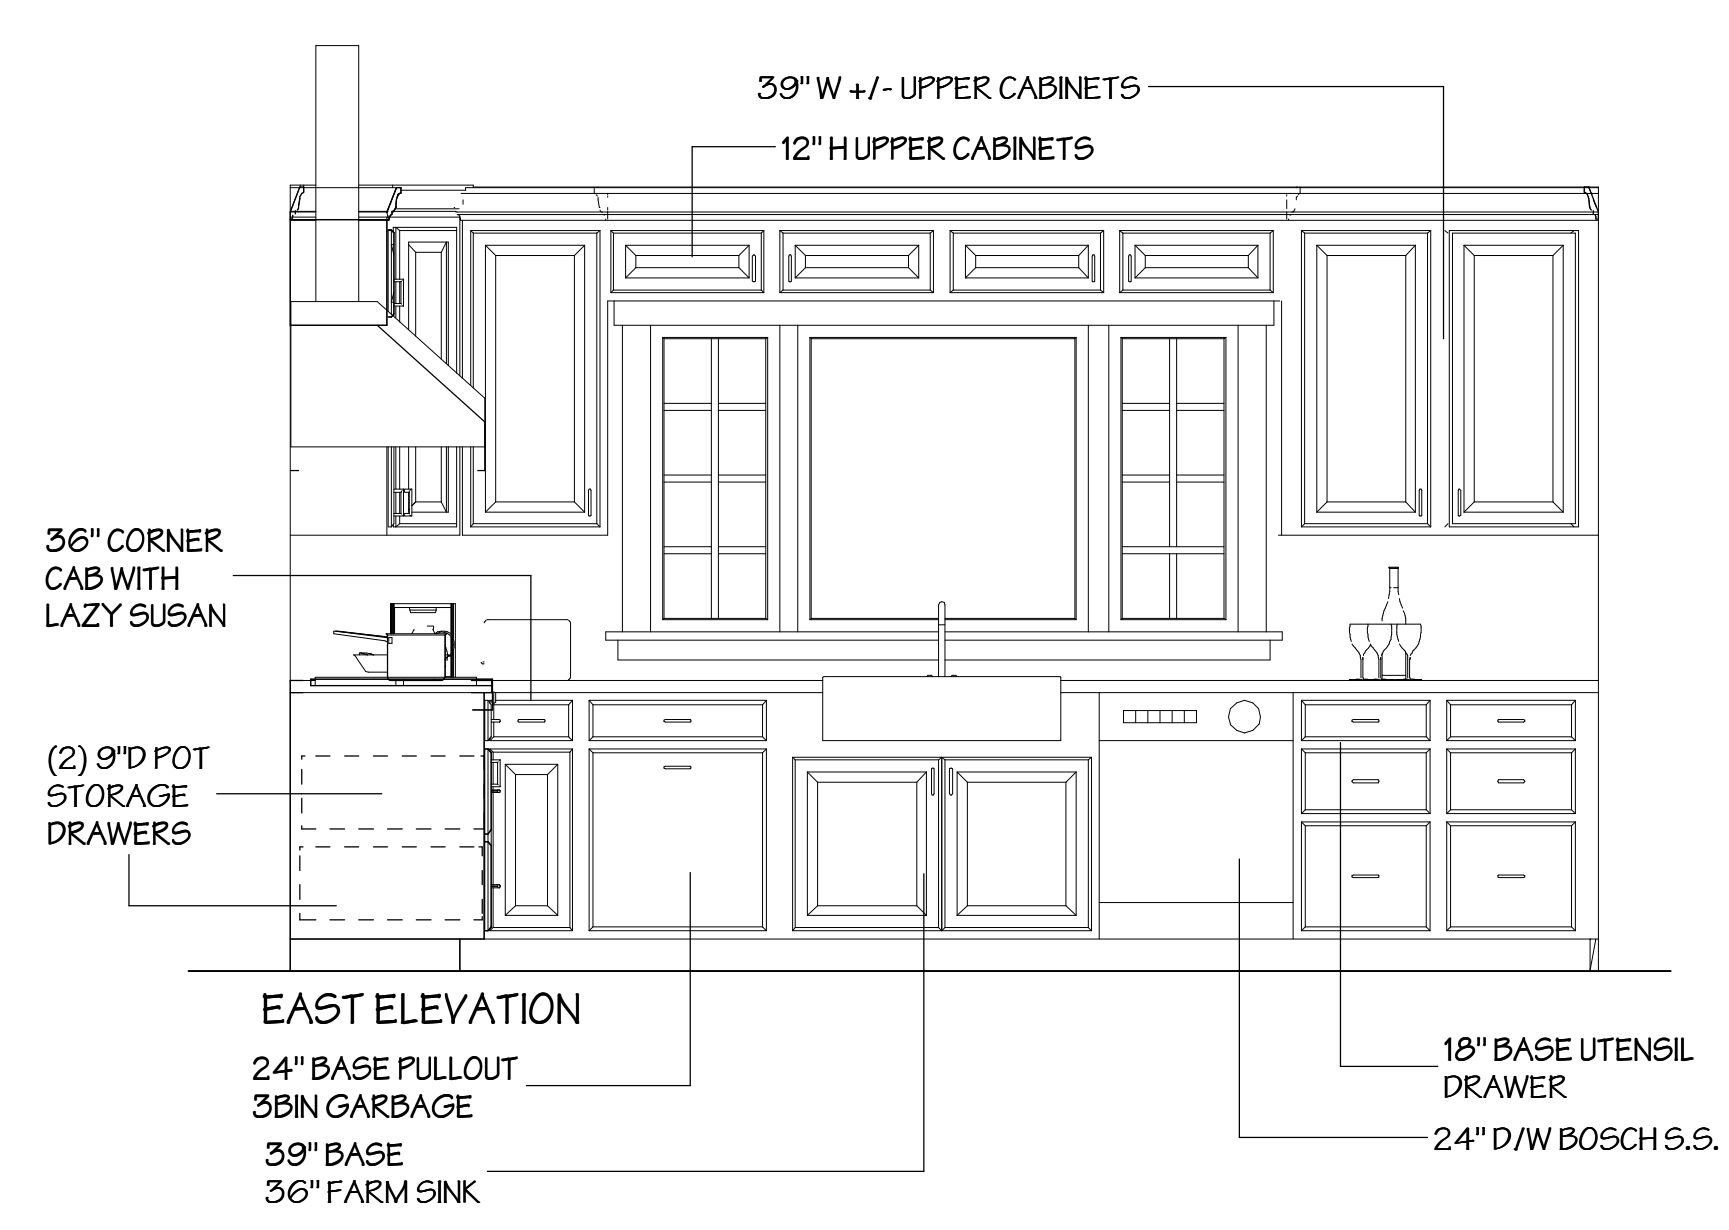 39" W +/- UPPER CABINETS
12" H UPPER CABINETS
36" CORNER
CAB WITH
LAZY SUSAN
(2) 9"D POT
STORAGE
DRAWERS
EAST ELEVATION
24" BASE PULLOUT
3BIN GARBAGE
39" BASE
36" FARM SINK
18" BASE UTENSIL
DRAWER
24" D/W BOSCH S.S.